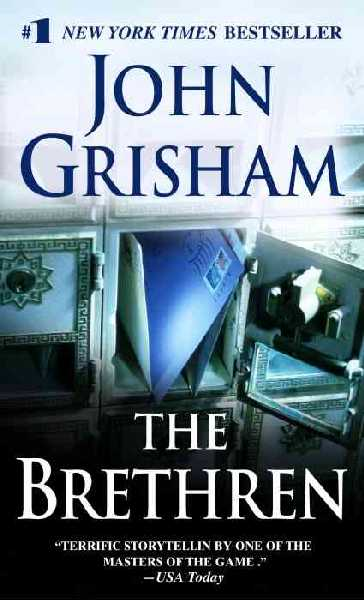 #1 NEW YORK TIMES BESTSELLER
JOHN
GRISHAM
THE
BRETHREN
"TERRIFIC STORYTELLIN BY ONE OF THE
MASTERS OF THE GAME ."
—USA Today